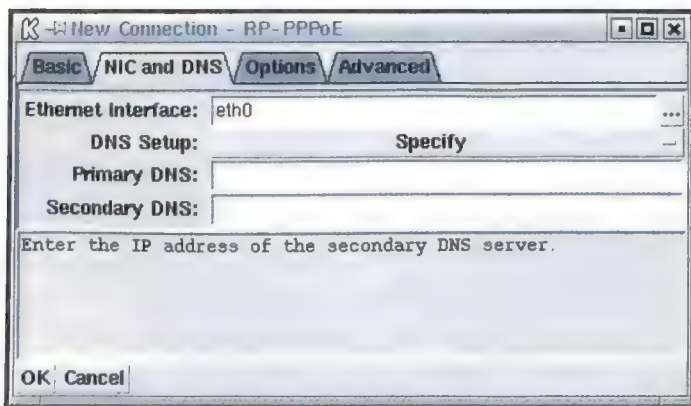 New Connection - RP-PPPoE
Basic NIC and DNS Options Advanced
Ethernet Interface: eth0 ...
DNS Setup: Specify
Primary DNS:
Secondary DNS:
Enter the IP address of the secondary DNS server.
OK Cancel